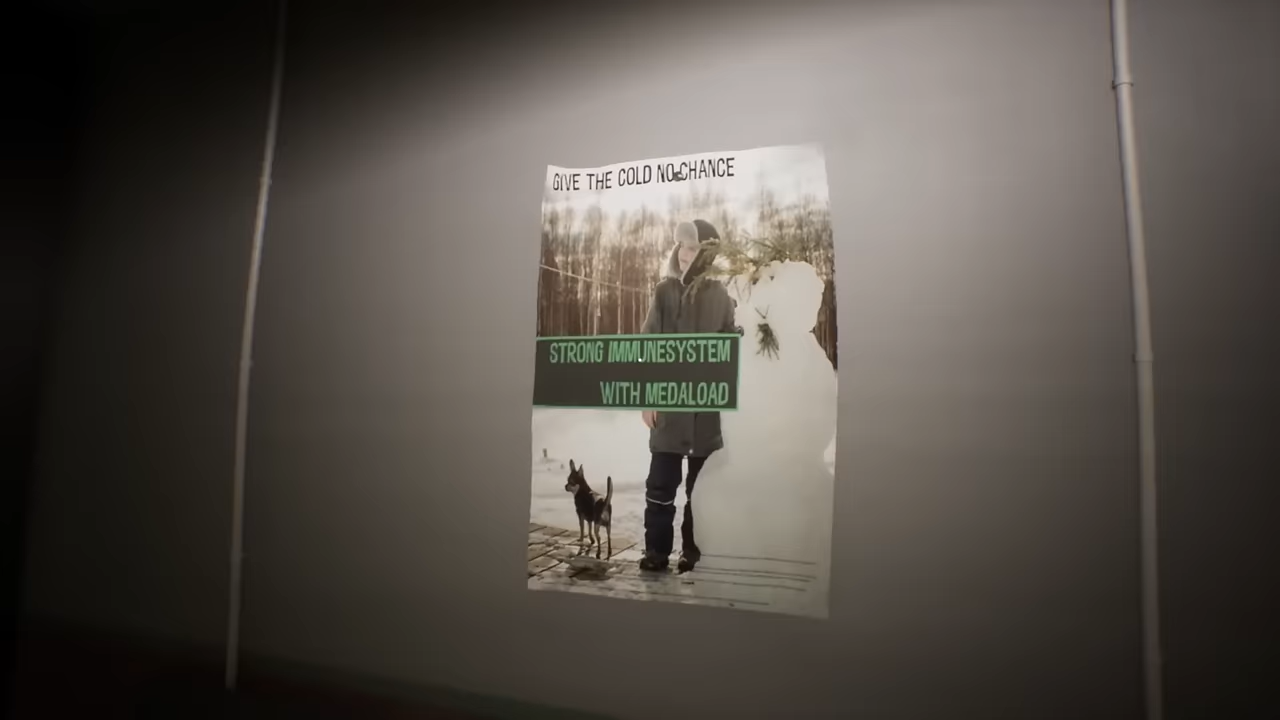 GIVE THE COLD NO CHANCE
STRONG IMMUNESYSTEM
WITH MEDALOAD